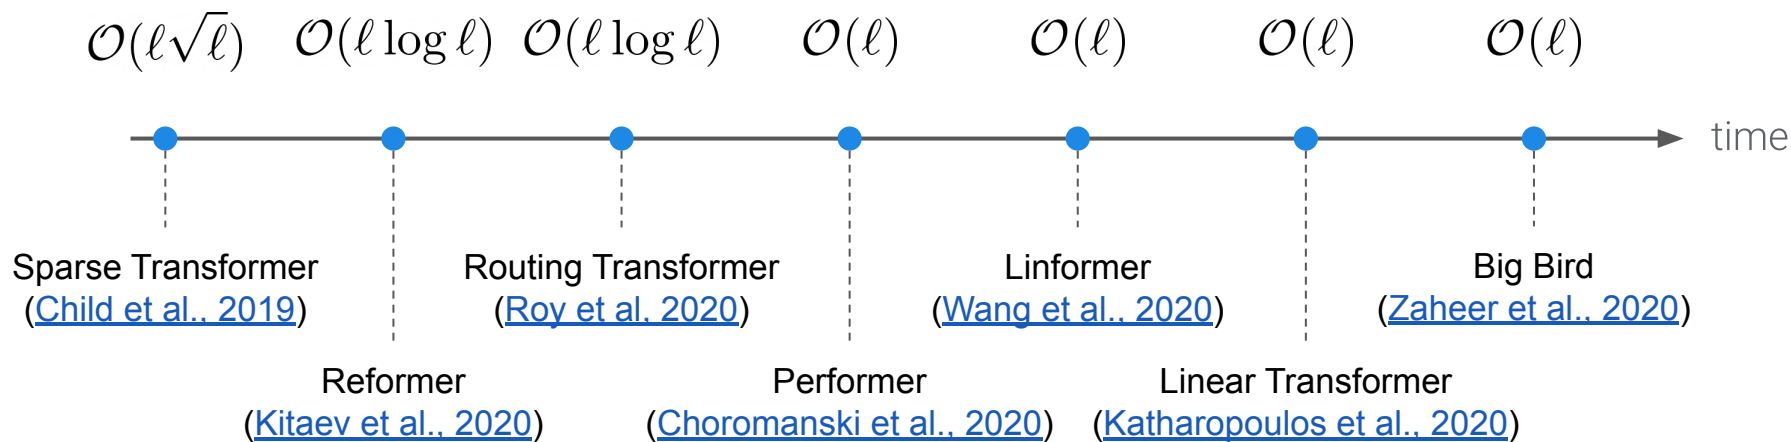 𝒪(ℓ√ℓ) 𝒪(ℓ log ℓ) 𝒪(ℓ log ℓ) 𝒪(ℓ) 𝒪(ℓ) 𝒪(ℓ) 𝒪(ℓ)
time
Sparse Transformer
(Child et al., 2019)
Reformer
(Kitaev et al., 2020)
Routing Transformer
(Roy et al, 2020)
Performer
(Choromanski et al., 2020)
Linformer
(Wang et al., 2020)
Linear Transformer
(Katharopoulos et al., 2020)
Big Bird
(Zaheer et al., 2020)